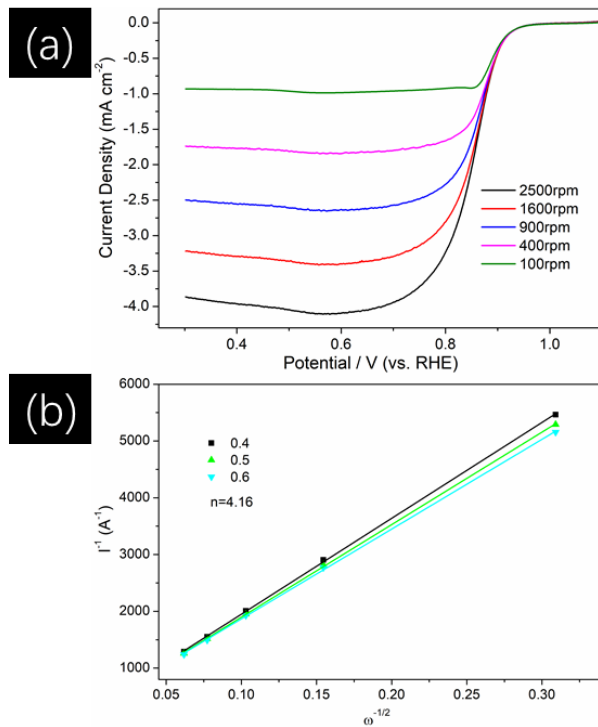 (a)
0.0
-0.5
-1.0
-1.5
-2.0
-2.5
-3.0
-3.5
-4.0
Current Density (mA cm⁻²)
2500rpm
1600rpm
900rpm
400rpm
100rpm
0.4 0.6 0.8 1.0
Potential / V (vs. RHE)
(b)
6000
5000
4000
3000
2000
1000
I⁻¹ (A⁻¹)
0.4
0.5
0.6
n=4.16
0.05 0.10 0.15 0.20 0.25 0.30
ω⁻¹/²